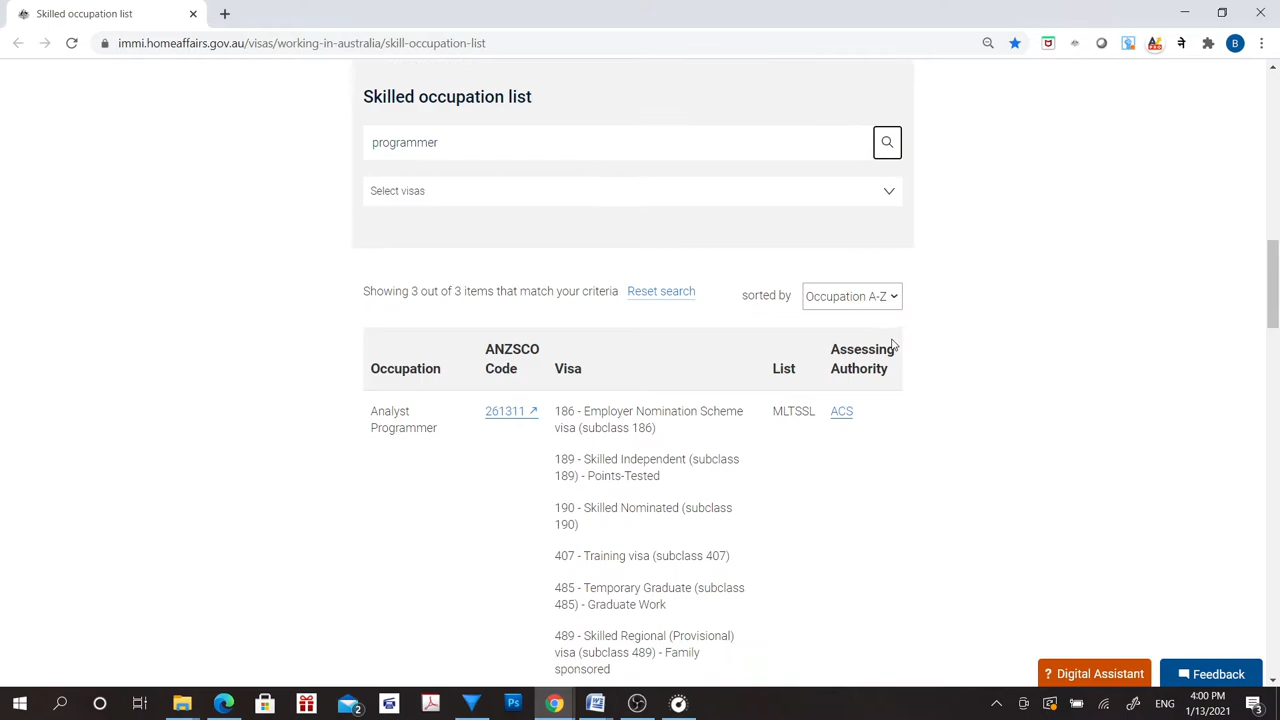 Skilled occupation list
immi.homeaffairs.gov.au/visas/working-in-australia/skill-occupation-list
B
Skilled occupation list
programmer
Select visas
Showing 3 out of 3 items that match your criteria Reset search sorted by Occupation A-Z
Occupation ANZSCO Code Visa List Assessing Authority
Analyst Programmer
261311
186 - Employer Nomination Scheme
visa (subclass 186)
189 - Skilled Independent (subclass
189) - Points-Tested
190 - Skilled Nominated (subclass
190)
407 - Training visa (subclass 407)
485 - Temporary Graduate (subclass
485) - Graduate Work
489 - Skilled Regional (Provisional)
visa (subclass 489) - Family
sponsored
MLTSSL
ACS
? Digital Assistant
Feedback
2
Ps
ENG
4:00 PM
1/13/2021
3